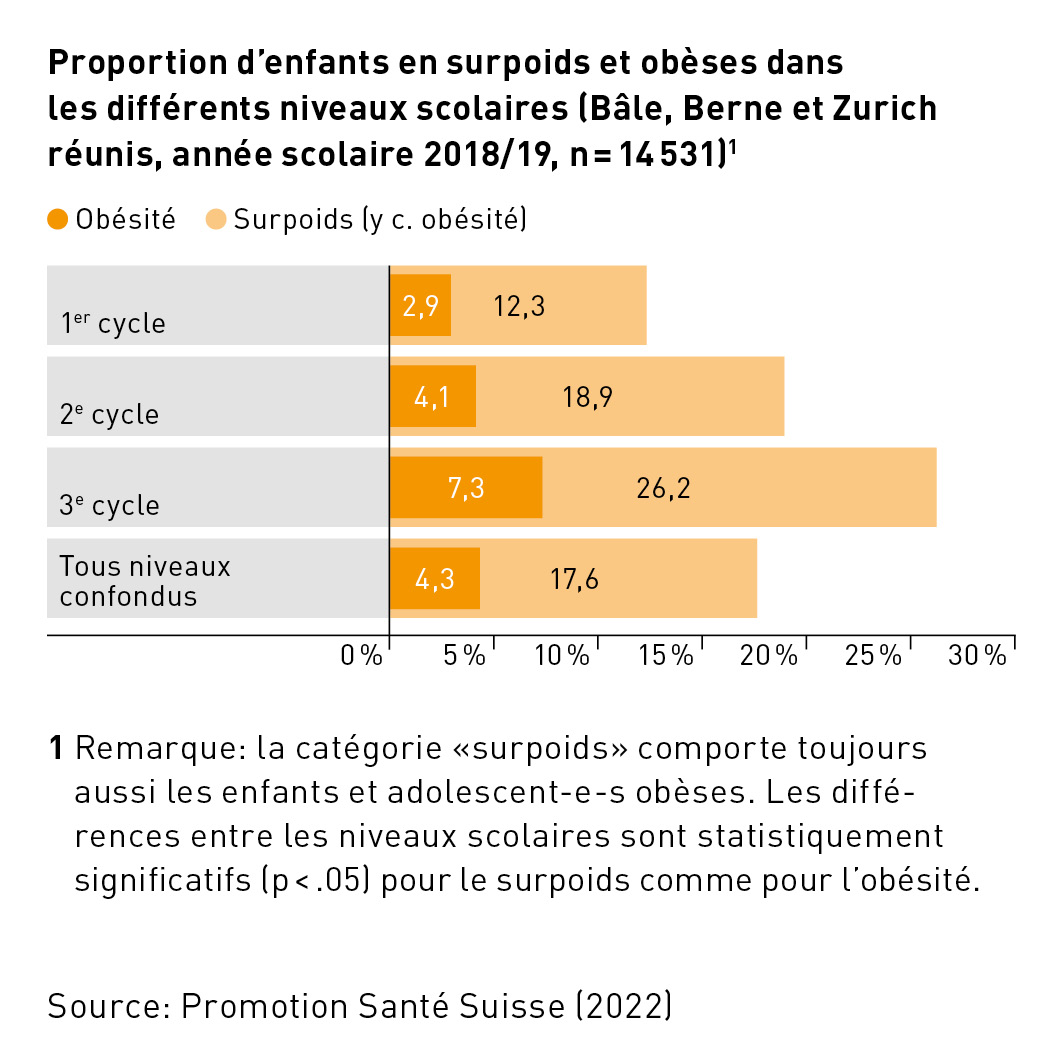 Proportion d’enfants en surpoids et obèses dans
les différents niveaux scolaires (Bâle, Berne et Zurich
réunis, année scolaire 2018/19, n = 14 531)¹
Obésité Surpoids (y c. obésité)
1er cycle 2,9 12,3
2e cycle 4,1 18,9
3e cycle 7,3 26,2
Tous niveaux
confondus 4,3 17,6
0 % 5 % 10 % 15 % 20 % 25 % 30 %
1 Remarque: la catégorie «surpoids» comporte toujours
aussi les enfants et adolescent-e-s obèses. Les diffé-
rences entre les niveaux scolaires sont statistiquement
significatifs (p < .05) pour le surpoids comme pour l’obésité.
Source: Promotion Santé Suisse (2022)